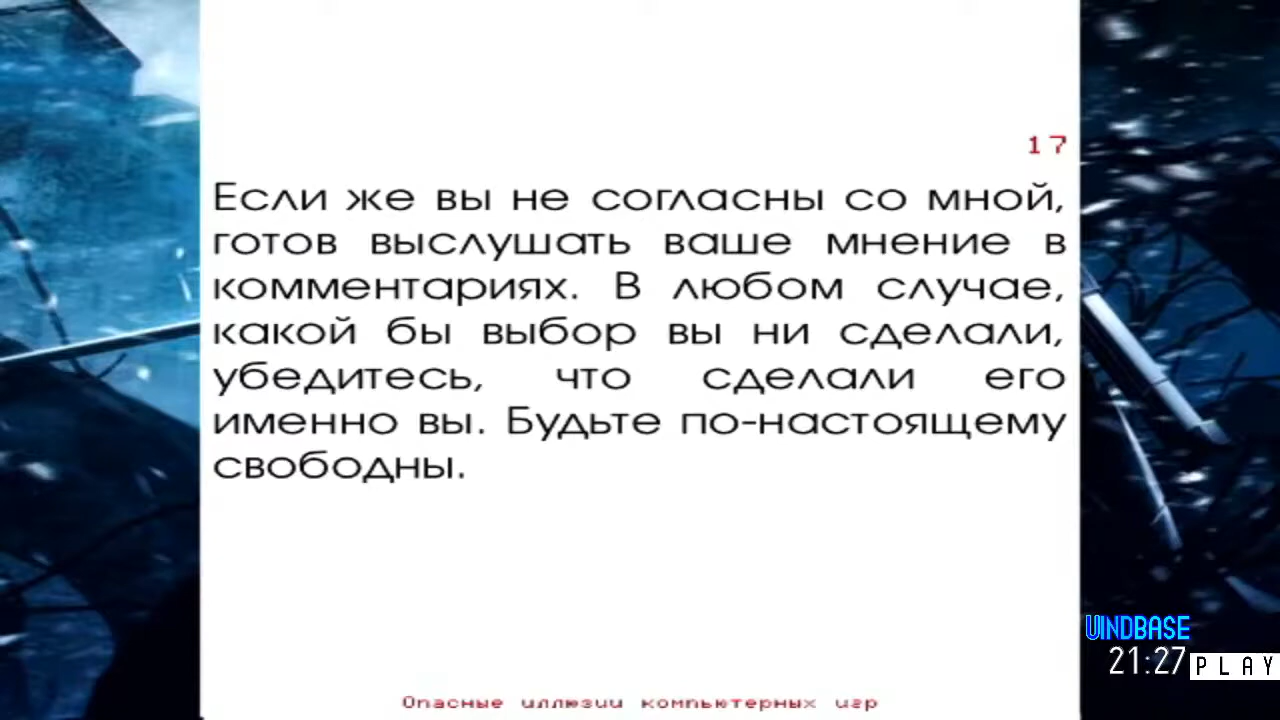 17
Если же вы не согласны со мной,
готов выслушать ваше мнение в
комментариях. В любом случае,
какой бы выбор вы ни сделали,
убедитесь, что сделали его
именно вы. Будьте по-настоящему
свободны.
UINDBASE
21:27
PLAY
Опасные иллюзии компьютерных игр